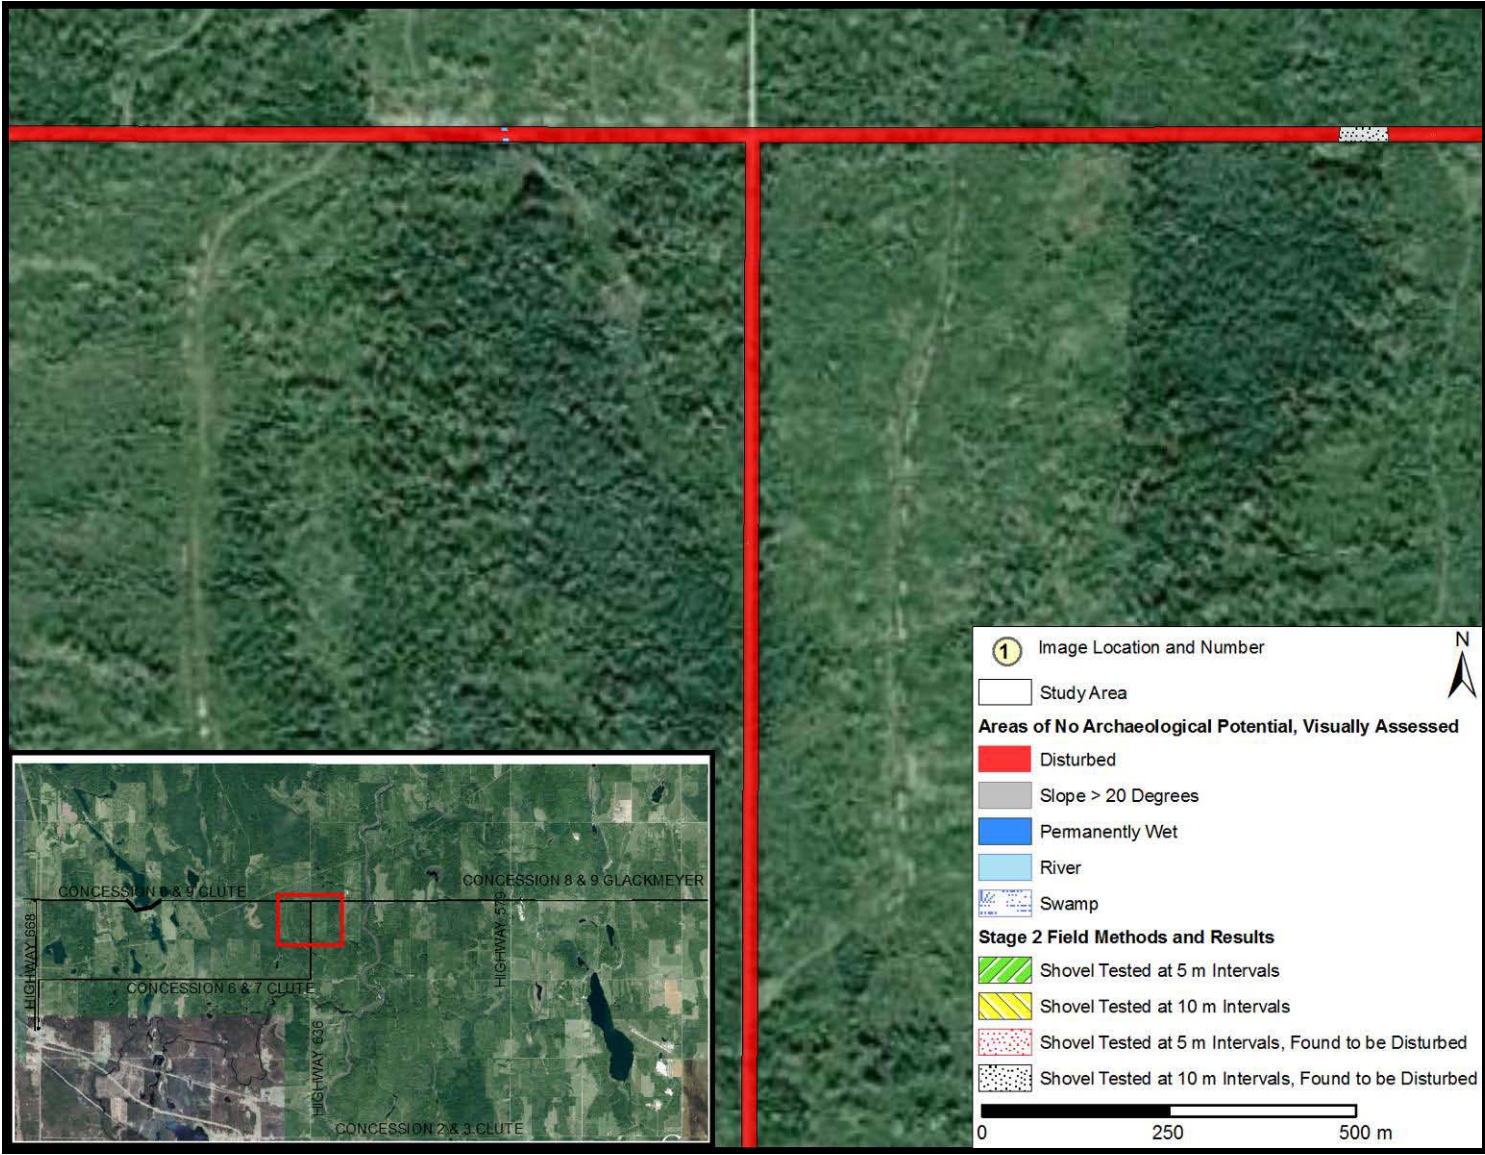 1 Image Location and Number
N
Study Area
Areas of No Archaeological Potential, Visually Assessed
Disturbed
Slope > 20 Degrees
Permanently Wet
River
Swamp
Stage 2 Field Methods and Results
Shovel Tested at 5 m Intervals
Shovel Tested at 10 m Intervals
Shovel Tested at 5 m Intervals, Found to be Disturbed
Shovel Tested at 10 m Intervals, Found to be Disturbed
0 250 500 m
CONCESSION 8 & 9 CLUTE
CONCESSION 8 & 9 GLACKMEYER
HIGHWAY 668
HIGHWAY 579
CONCESSION 6 & 7 CLUTE
HIGHWAY 636
CONCESSION 2 & 3 CLUTE